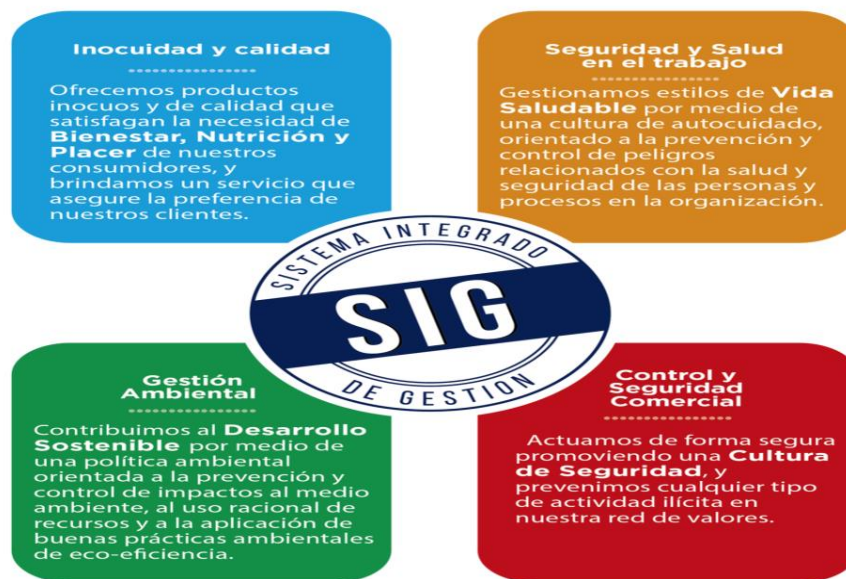 Inocuidad y calidad
Ofrecemos productos
inocuos y de calidad que
satisfagan la necesidad de
Bienestar, Nutrición y
Placer de nuestros
consumidores, y
brindamos un servicio que
asegure la preferencia de
nuestros clientes.
Seguridad y Salud
en el trabajo
Gestionamos estilos de Vida
Saludable por medio de
una cultura de autocuidado,
orientado a la prevención y
control de peligros
relacionados con la salud y
seguridad de las personas y
procesos en la organización.
SISTEMA INTEGRADO
SIG
DE GESTION
Gestión
Ambiental
Contribuimos al Desarrollo
Sostenible por medio de
una política ambiental
orientada a la prevención y
control de impactos al medio
ambiente, al uso racional de
recursos y a la aplicación de
buenas prácticas ambientales
de eco-eficiencia.
Control y
Seguridad
Comercial
Actuamos de forma segura
promoviendo una Cultura
de Seguridad, y
prevenimos cualquier tipo
de actividad ilícita en
nuestra red de valores.